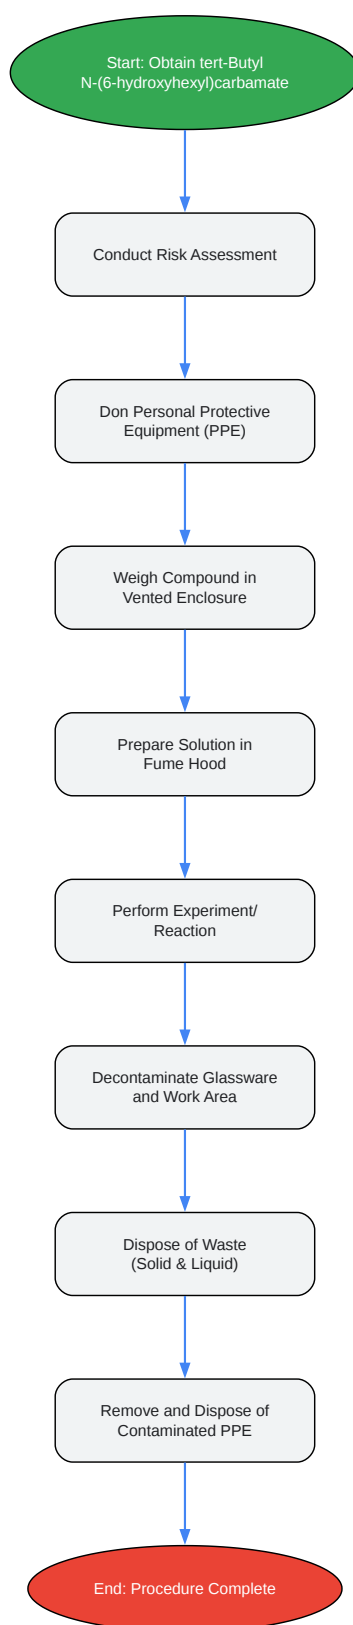 Start: Obtain tert-Butyl
N-(6-hydroxyhexyl)carbamate
Conduct Risk Assessment
Don Personal Protective
Equipment (PPE)
Weigh Compound in
Vented Enclosure
Prepare Solution in
Fume Hood
Perform Experiment/
Reaction
Decontaminate Glassware
and Work Area
Dispose of Waste
(Solid & Liquid)
Remove and Dispose of
Contaminated PPE
End: Procedure Complete